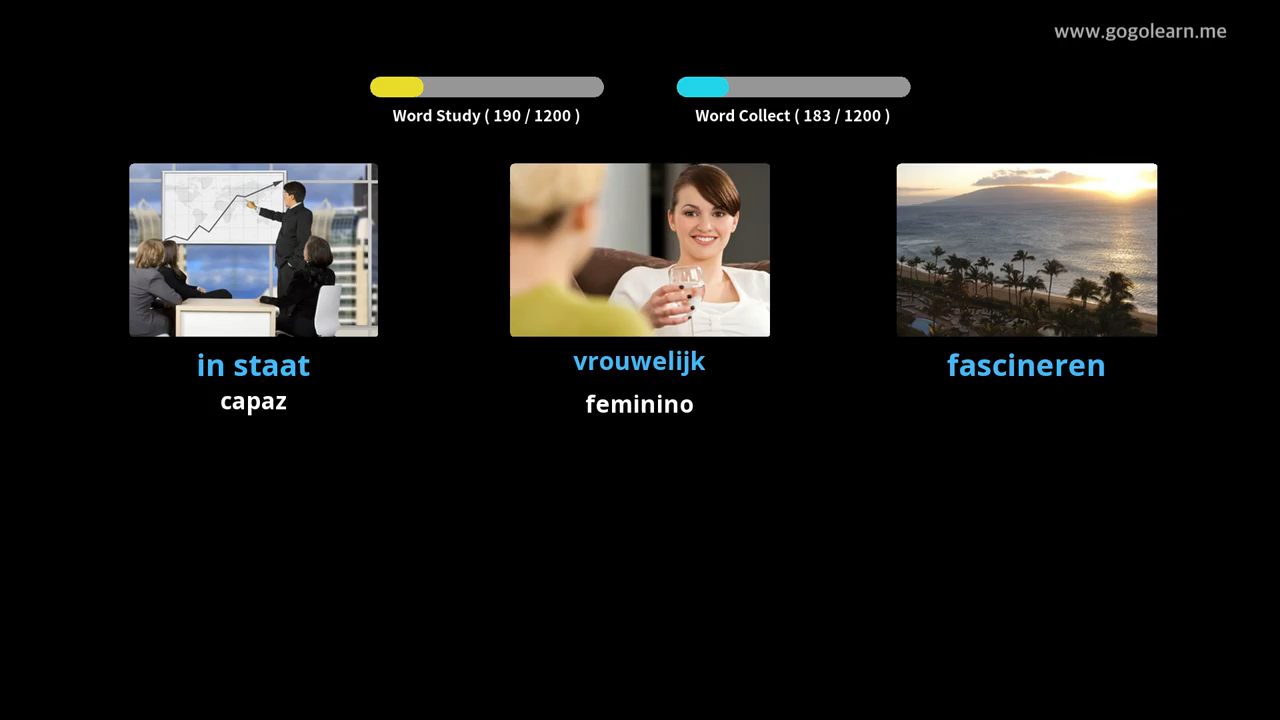 www.gogolearn.me
Word Study ( 190 / 1200 )
Word Collect ( 183 / 1200 )
in staat
capaz
vrouwelijk
feminino
fascineren